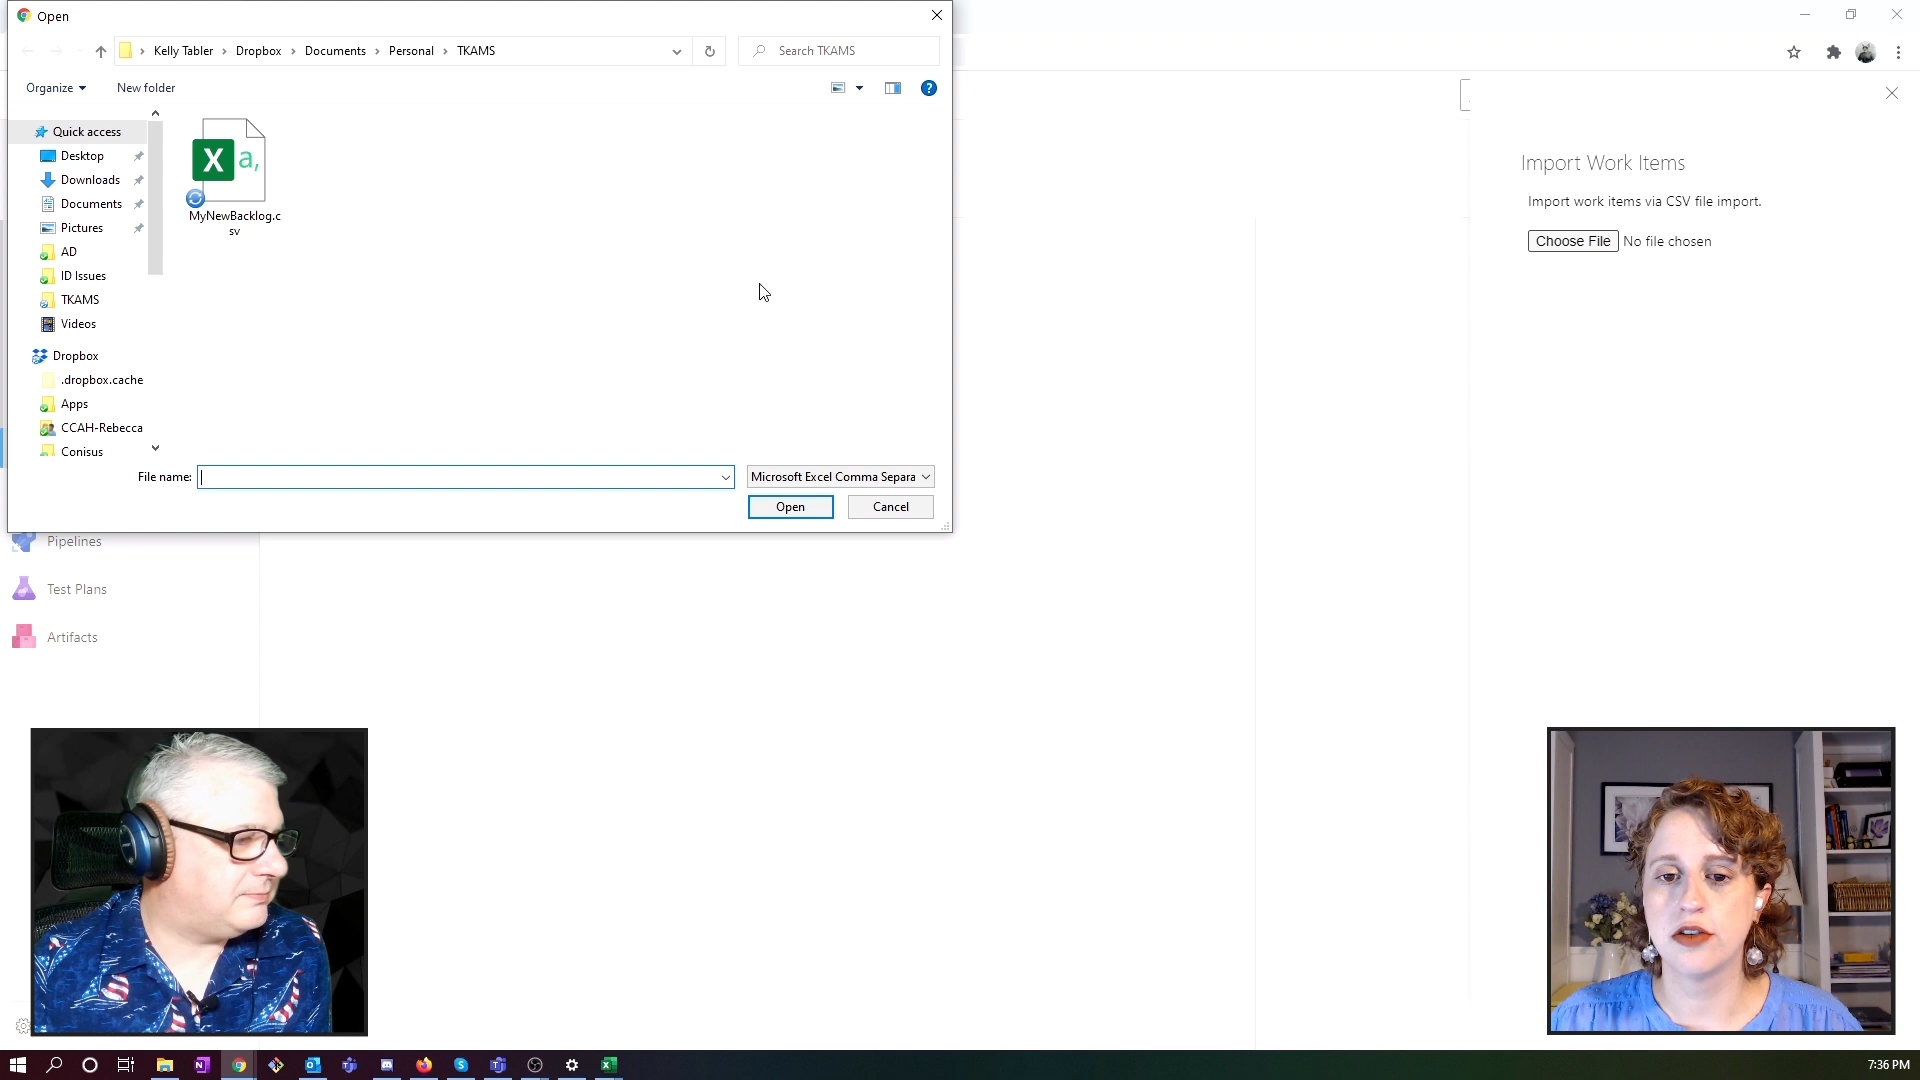 Open
Kelly Tabler > Dropbox > Documents > Personal > TKAMS
Search TKAMS
Organize
New folder
Quick access
Desktop
Downloads
Documents
Pictures
AD
ID Issues
TKAMS
Videos
Dropbox
.dropbox.cache
Apps
CCAH-Rebecca
Conisus
X a,
MyNewBacklog.c
sv
File name:
Microsoft Excel Comma Separa
Open
Cancel
Import Work Items
Import work items via CSV file import.
Choose File No file chosen
Pipelines
Test Plans
Artifacts
7:36 PM